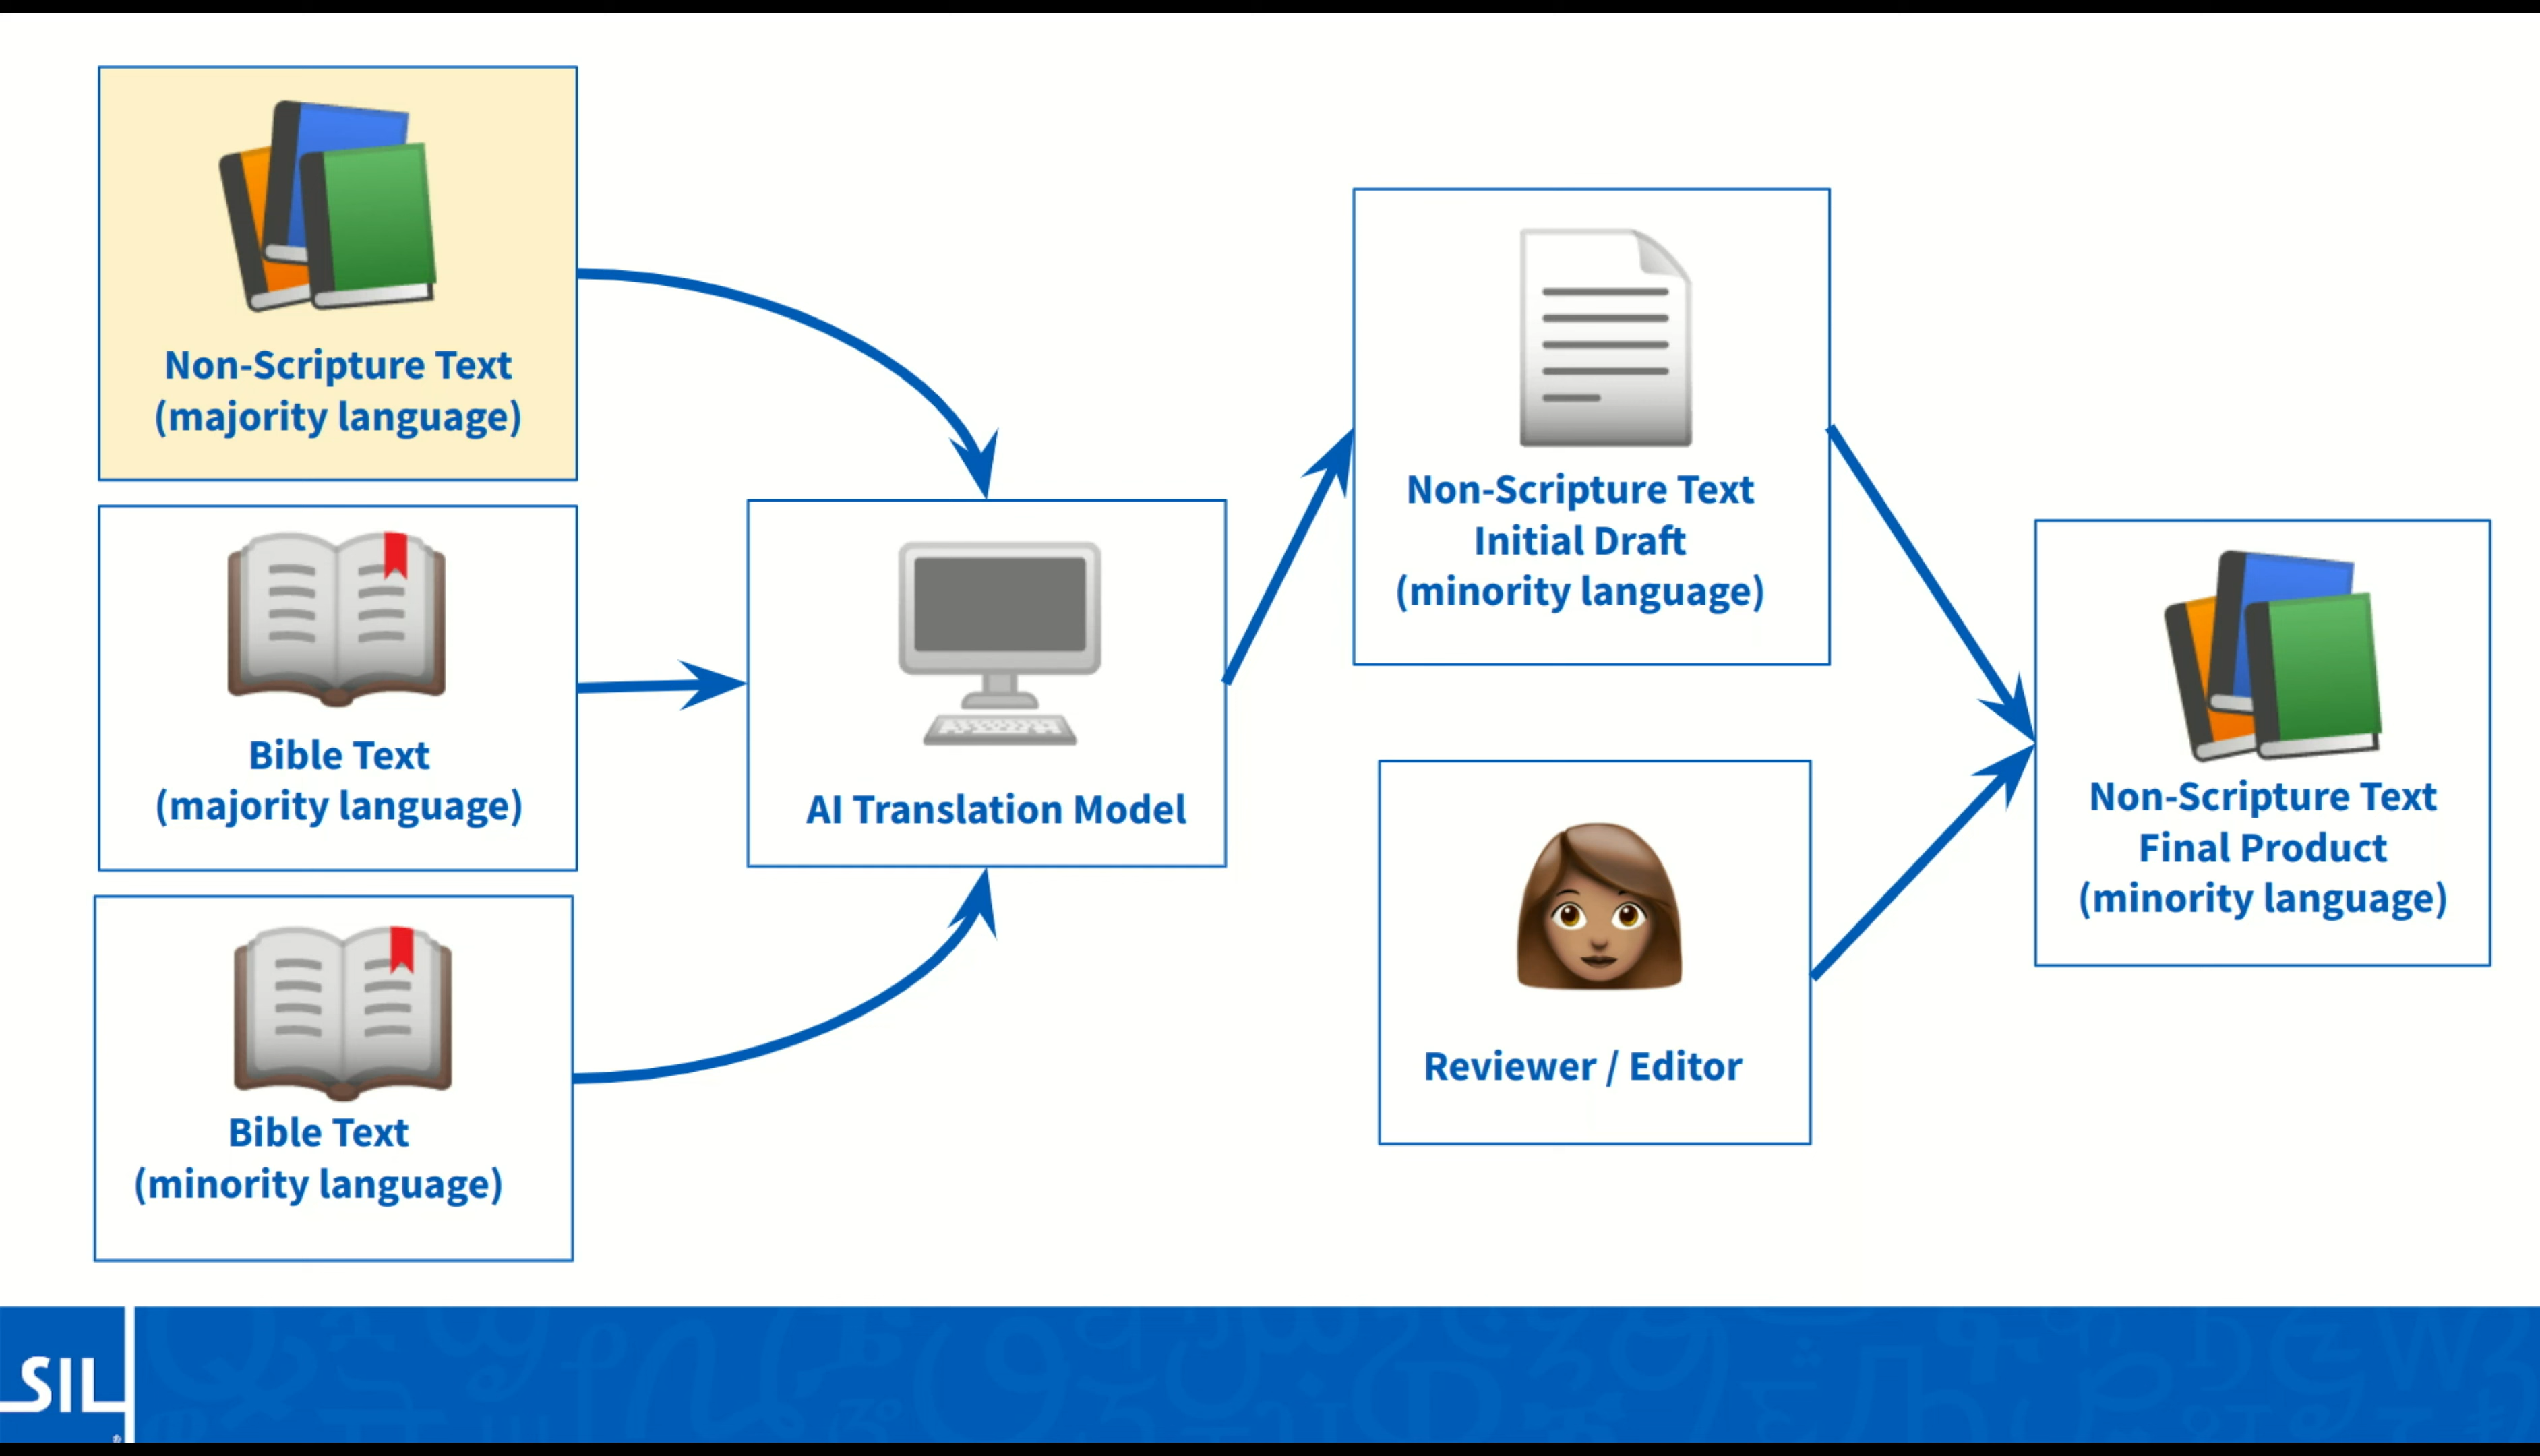 Non-Scripture Text
(majority language)
Bible Text
(majority language)
Bible Text
(minority language)
AI Translation Model
Non-Scripture Text
Initial Draft
(minority language)
Reviewer / Editor
Non-Scripture Text
Final Product
(minority language)
SIL
®